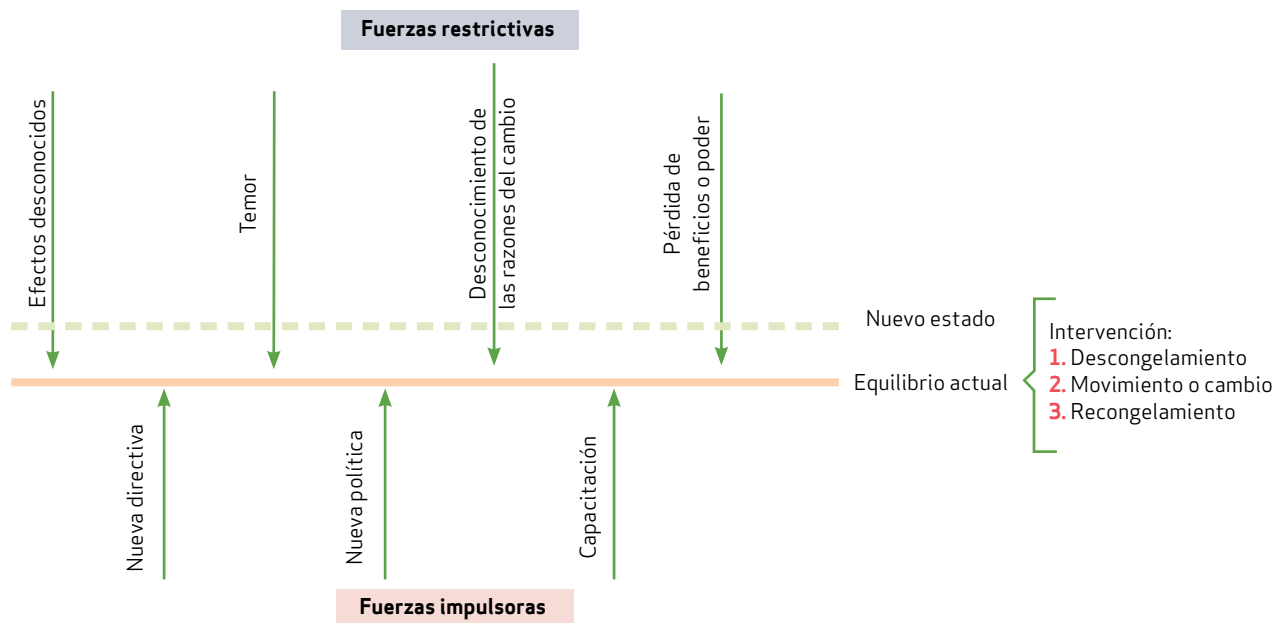 Fuerzas restrictivas
Efectos desconocidos
Temor
Desconocimiento de
las razones del cambio
Pérdida de
beneficios o poder
Nuevo estado
Equilibrio actual
Intervención:
1. Descongelamiento
2. Movimiento o cambio
3. Recongelamiento
Nueva directiva
Nueva política
Capacitación
Fuerzas impulsoras